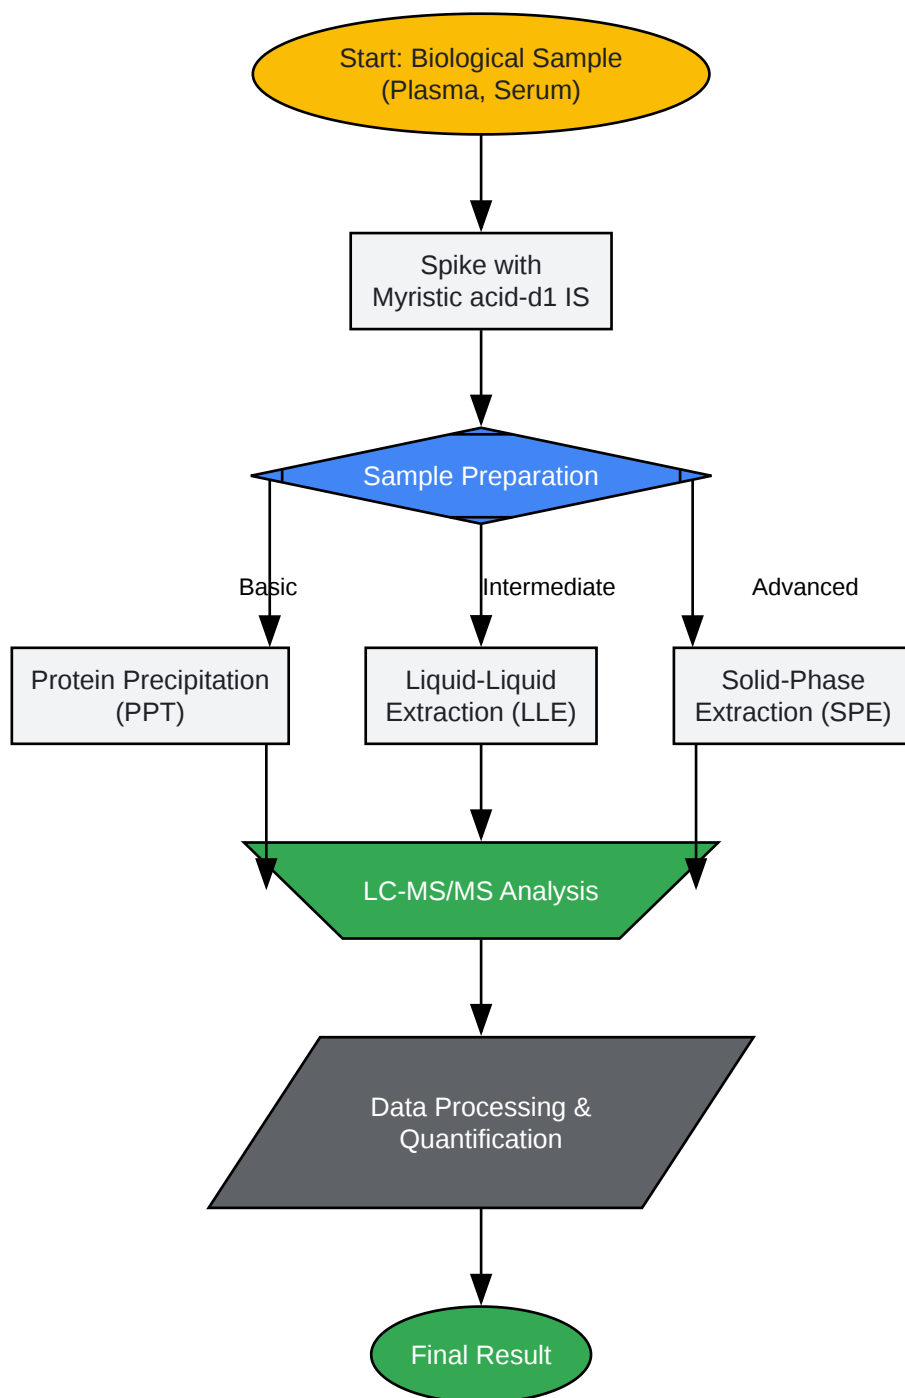 Start: Biological Sample
(Plasma, Serum)
Spike with
Myristic acid-d1 IS
Sample Preparation
Basic
Intermediate
Advanced
Protein Precipitation
(PPT)
Liquid-Liquid
Extraction (LLE)
Solid-Phase
Extraction (SPE)
LC-MS/MS Analysis
Data Processing &
Quantification
Final Result